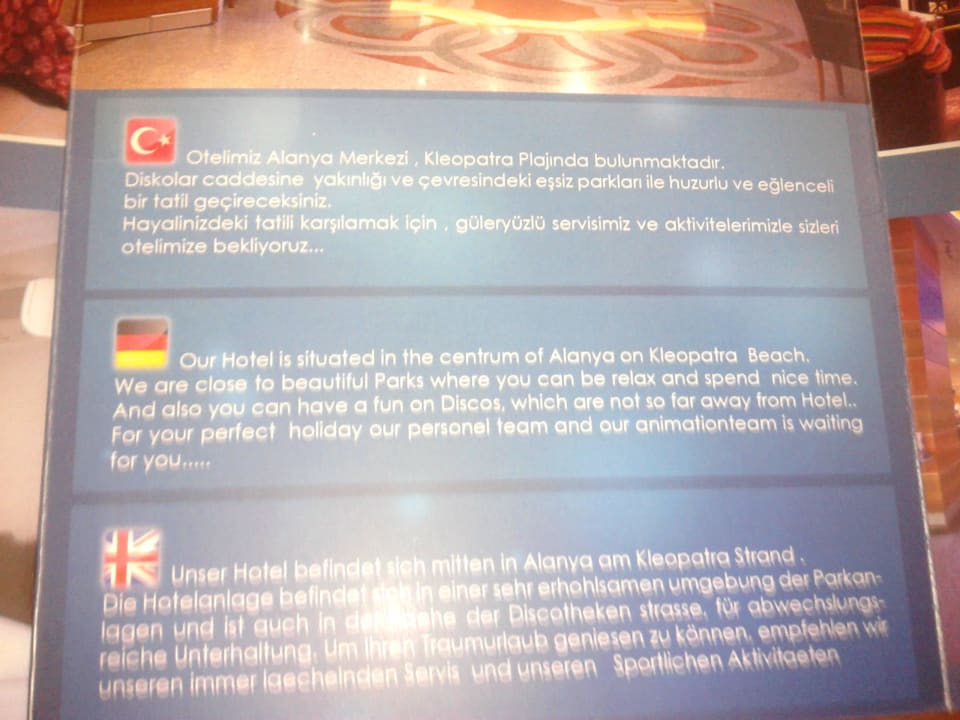 Otelimiz Alanya Merkezi , Kleopatra Plajında bulunmaktadır.
Diskolar caddesine yakınlığı ve çevresindeki eşsiz parkları ile huzurlu ve eğlenceli
bir tatil geçireceksiniz.
Hayalinizdeki tatili karşılamak için , güleryüzlü servisimiz ve aktivitelerimizle sizleri
otelimize bekliyoruz...
Our Hotel is situated in the centrum of Alanya on Kleopatra Beach.
We are close to beautiful Parks where you can be relax and spend nice time.
And also you can have a fun on Discos, which are not so far away from Hotel..
For your perfect holiday our personel team and our animationteam is waiting
for you.....
Unser Hotel befindet sich mitten in Alanya am Kleopatra Strand .
Die Hotelanlage befindet sich in einer sehr erhohlsamen umgebung der Parkan-
lagen und ist auch in der Naehe der Discotheken strasse, für abwechslungs-
reiche Unterhaltung. Um Ihren Traumurlaub geniesen zu können, empfehlen wir
unseren immer laechelnden Servis und unseren Sportlichen Aktivitaeten